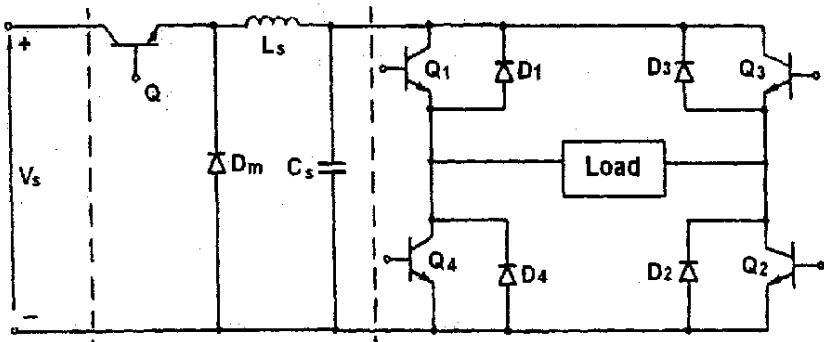 +
Q
Ls
Q1
D1
D3
Q3
Vs
Dm
Cs
Load
Q4
D4
D2
Q2
−